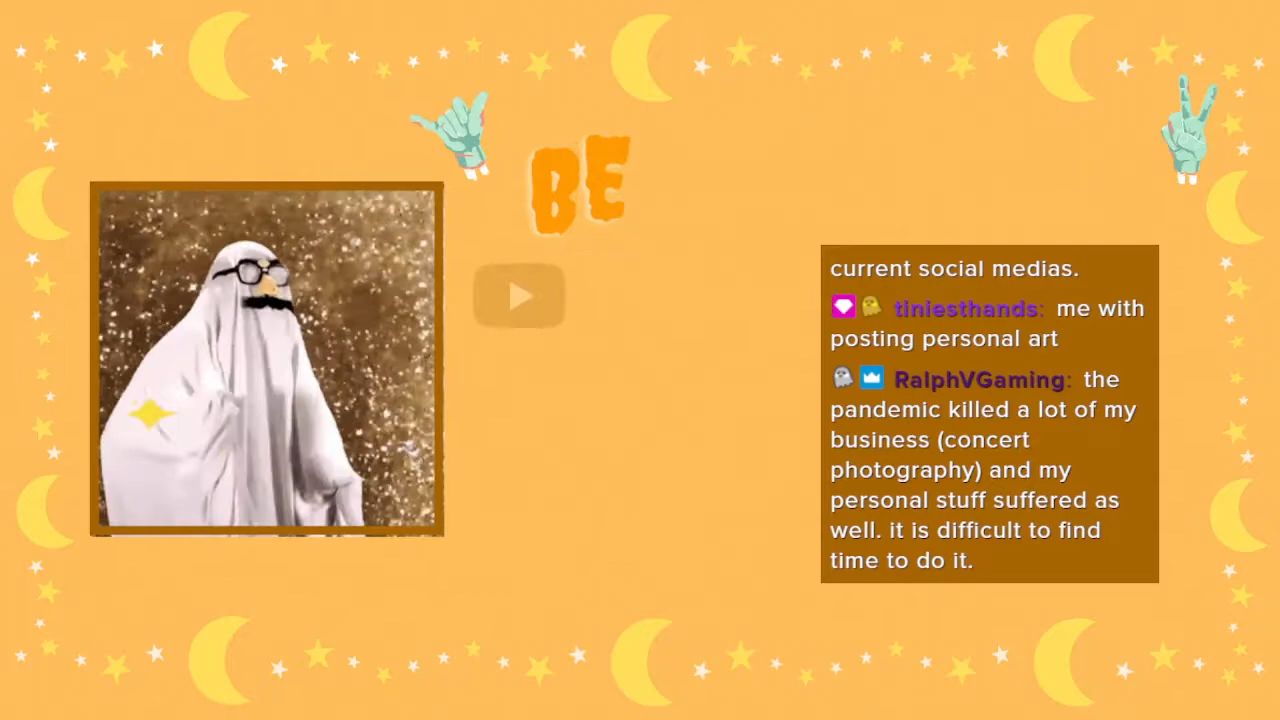 BE
current social medias.
tiniesthands: me with
posting personal art
RalphVGaming: the
pandemic killed a lot of my
business (concert
photography) and my
personal stuff suffered as
well. it is difficult to find
time to do it.